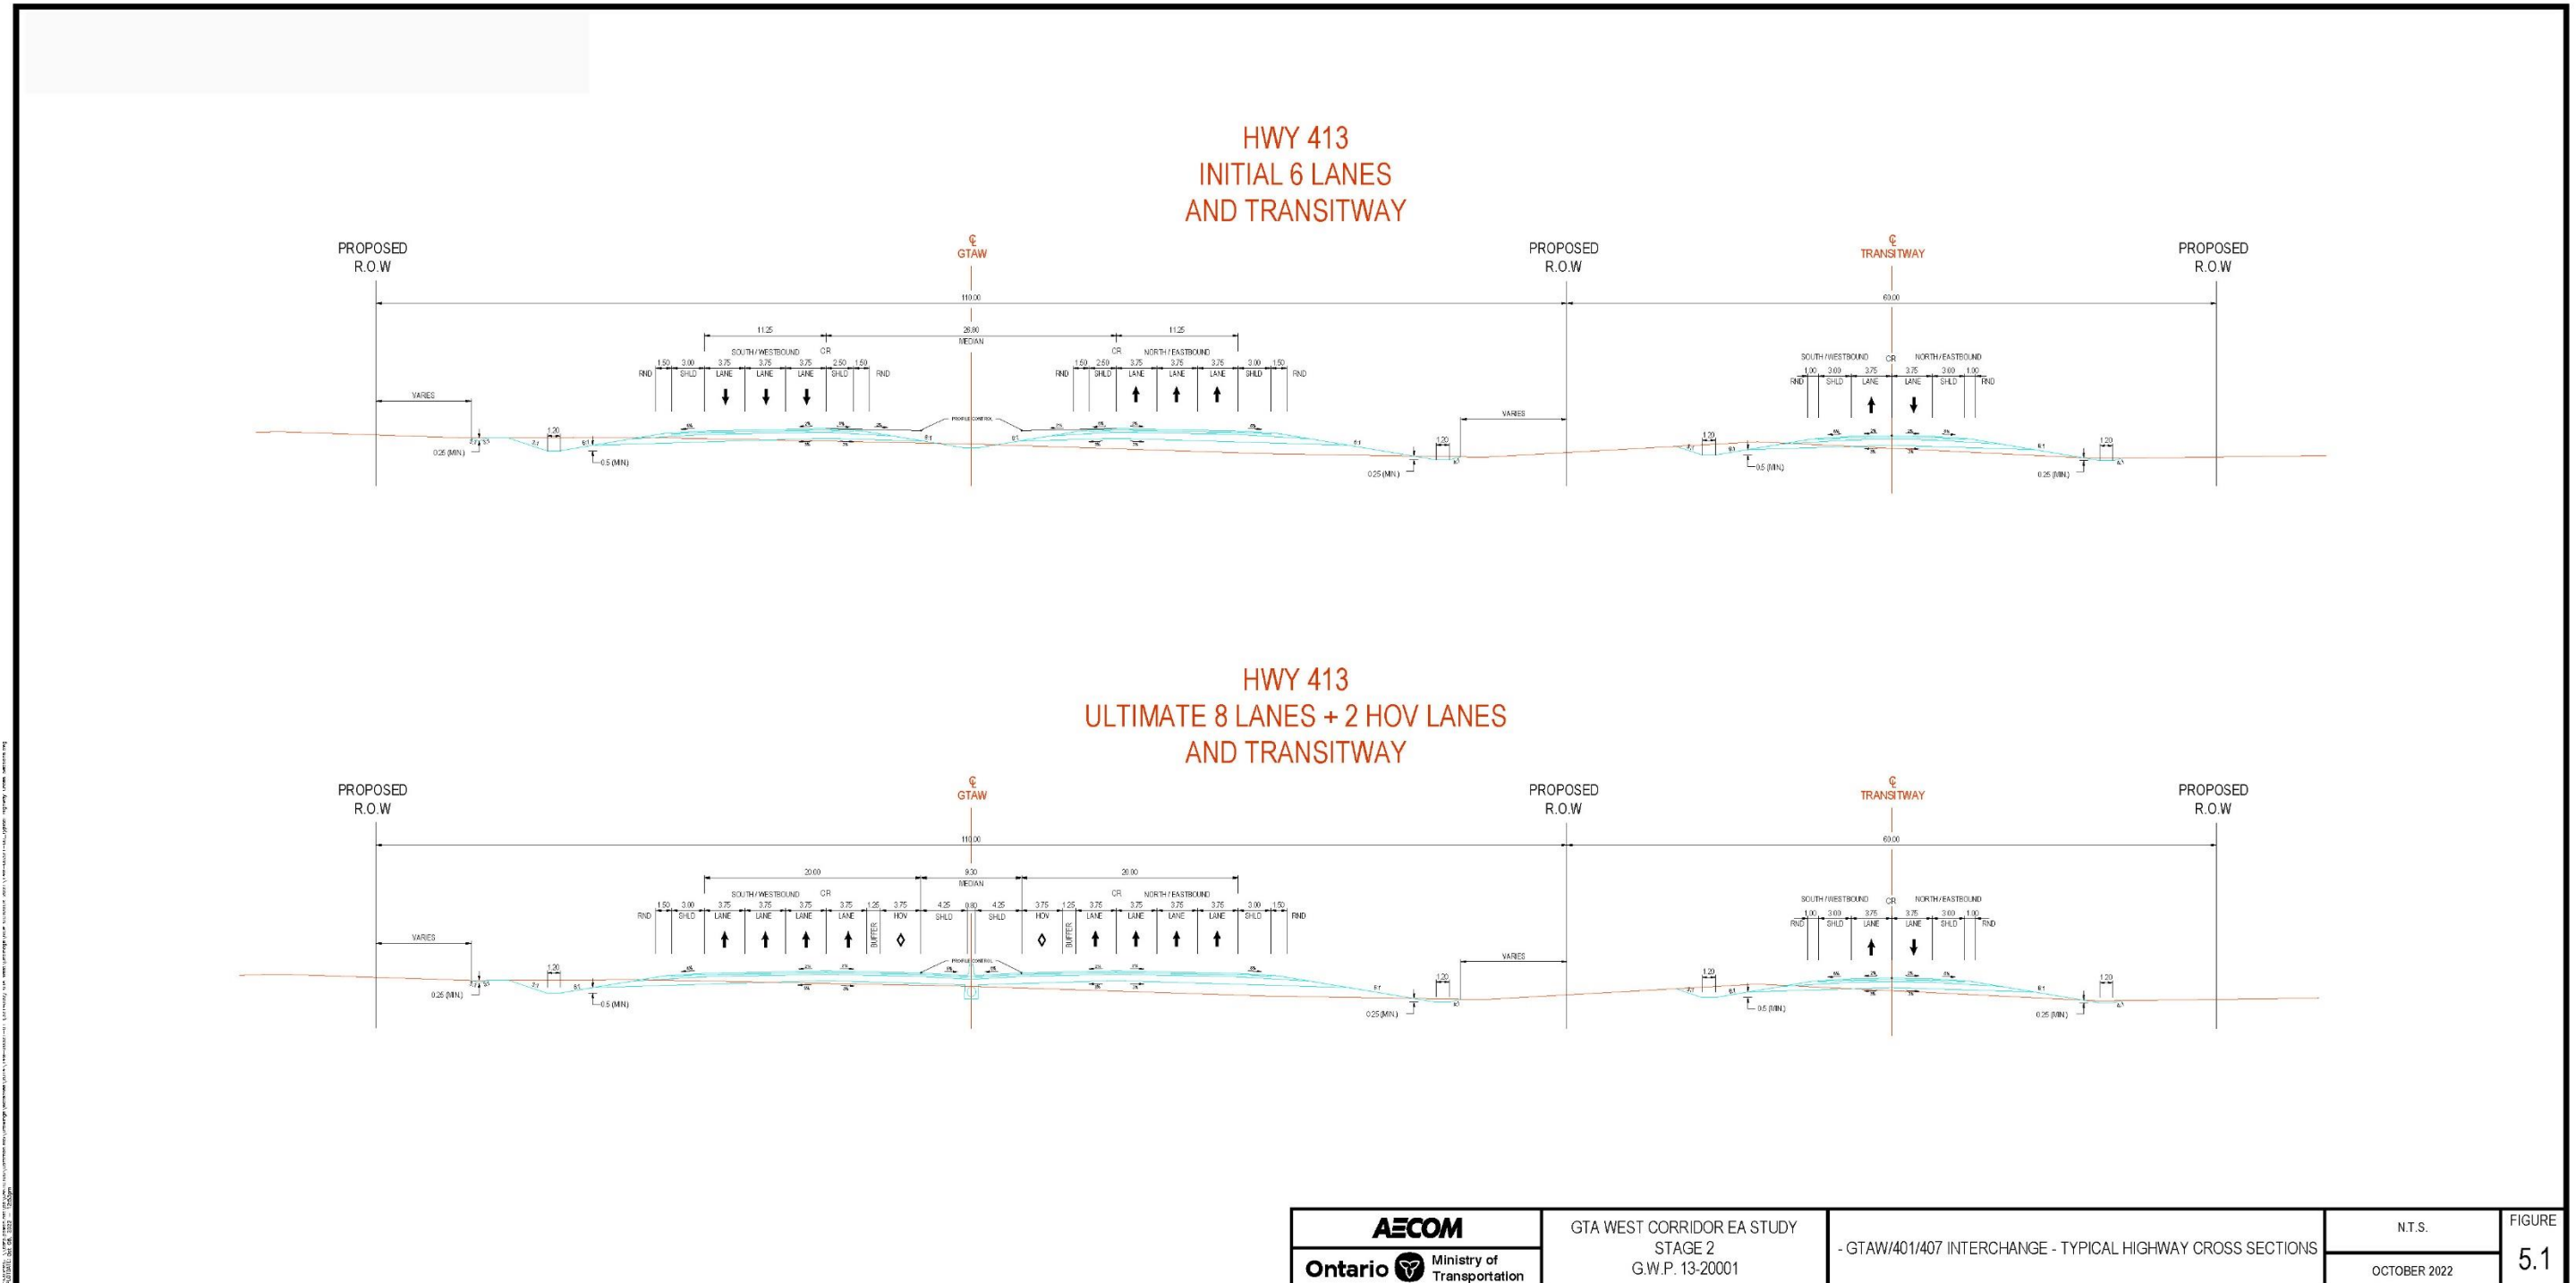 HWY 413
INITIAL 6 LANES
AND TRANSITWAY
PROPOSED
R.O.W
℄
GTAW
PROPOSED
R.O.W
℄
TRANSITWAY
PROPOSED
R.O.W
110.00 60.00
11.25 11.25
MEDIAN
SOUTH / WESTBOUND CR CR NORTH / EASTBOUND
SOUTH / WESTBOUND CR NORTH / EASTBOUND
1.50 3.00 3.75 3.75 3.75 2.50 1.50
RND SHLD LANE LANE LANE SHLD RND
1.50 2.50 3.75 3.75 3.75 3.00 1.50
RND SHLD LANE LANE LANE SHLD RND
1.00 3.00 3.75 3.75 3.00 1.00
RND SHLD LANE LANE SHLD RND
VARIES
VARIES
PROFILE CONTROL
1.20 1.20 1.20 1.20
0.25 (MIN.) 0.5 (MIN.) 0.25 (MIN.) 0.5 (MIN.) 0.25 (MIN.)
HWY 413
ULTIMATE 8 LANES + 2 HOV LANES
AND TRANSITWAY
PROPOSED
R.O.W
℄
GTAW
PROPOSED
R.O.W
℄
TRANSITWAY
PROPOSED
R.O.W
110.00 60.00
20.00 9.30
MEDIAN
SOUTH / WESTBOUND CR CR NORTH / EASTBOUND
SOUTH / WESTBOUND CR NORTH / EASTBOUND
1.50 3.00 3.75 3.75 3.75 3.75 1.25 3.75 4.25 0.80 4.25 3.75 1.25 3.75 3.75 3.75 3.75 3.00 1.50
RND SHLD LANE LANE LANE LANE BUFFER HOV SHLD SHLD HOV BUFFER LANE LANE LANE LANE SHLD RND
1.00 3.00 3.75 3.75 3.00 1.00
RND SHLD LANE LANE SHLD RND
VARIES
VARIES
PROFILE CONTROL
1.20 1.20 1.20 1.20
0.25 (MIN.) 0.5 (MIN.) 0.25 (MIN.) 0.5 (MIN.) 0.25 (MIN.)
AECOM
Ontario Ministry of
Transportation
GTA WEST CORRIDOR EA STUDY
STAGE 2
G.W.P. 13-20001
- GTAW/401/407 INTERCHANGE - TYPICAL HIGHWAY CROSS SECTIONS
N.T.S.
OCTOBER 2022
FIGURE
5.1